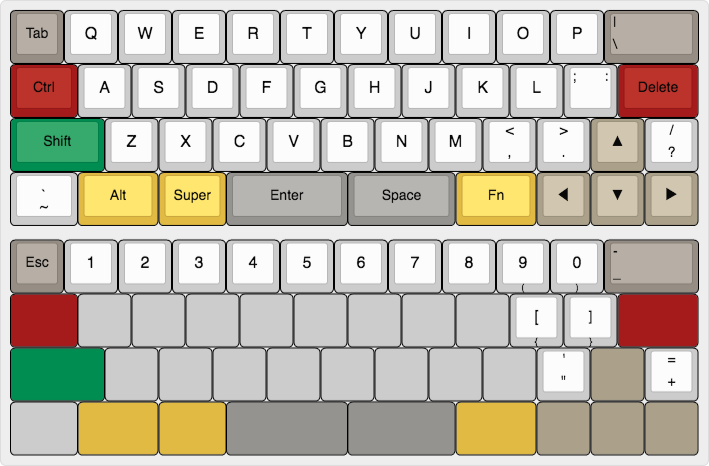 Tab Q W E R T Y U I O P |
\
Ctrl A S D F G H J K L ; : Delete
Shift Z X C V B N M < > ▲ /
, . ?
` Alt Super Enter Space Fn ◀ ▼ ▶
~
Esc 1 2 3 4 5 6 7 8 9 0 -
( ) _
[ ]
{ }
' =
" +